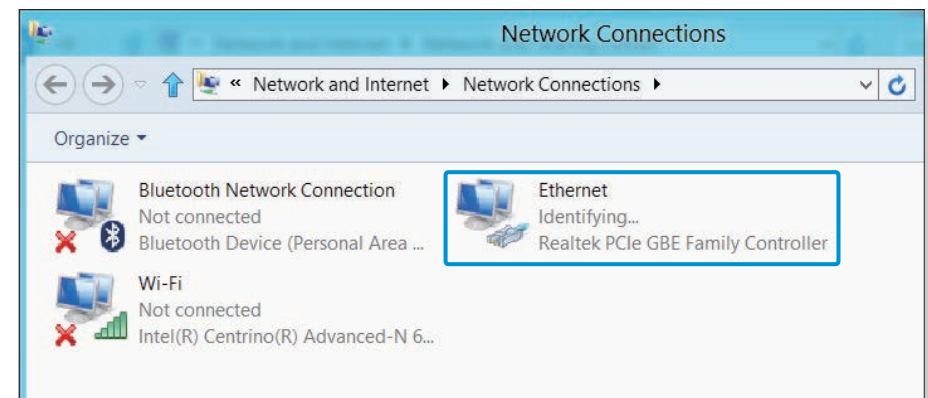 Network Connections
« Network and Internet Network Connections
Organize
Bluetooth Network Connection
Not connected
Bluetooth Device (Personal Area ...
Ethernet
Identifying...
Realtek PCIe GBE Family Controller
Wi-Fi
Not connected
Intel(R) Centrino(R) Advanced-N 6...